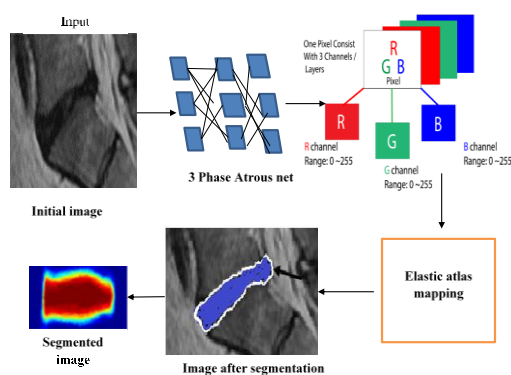 Input
Initial image
3 Phase Atrous net
One Pixel Consist
With 3 Channels /
Layers
R
G B
Pixel
R
G
B
R channel
Range: 0 ~255
G channel
Range: 0 ~255
B channel
Range: 0 ~255
Elastic atlas
mapping
Image after segmentation
Segmented
image